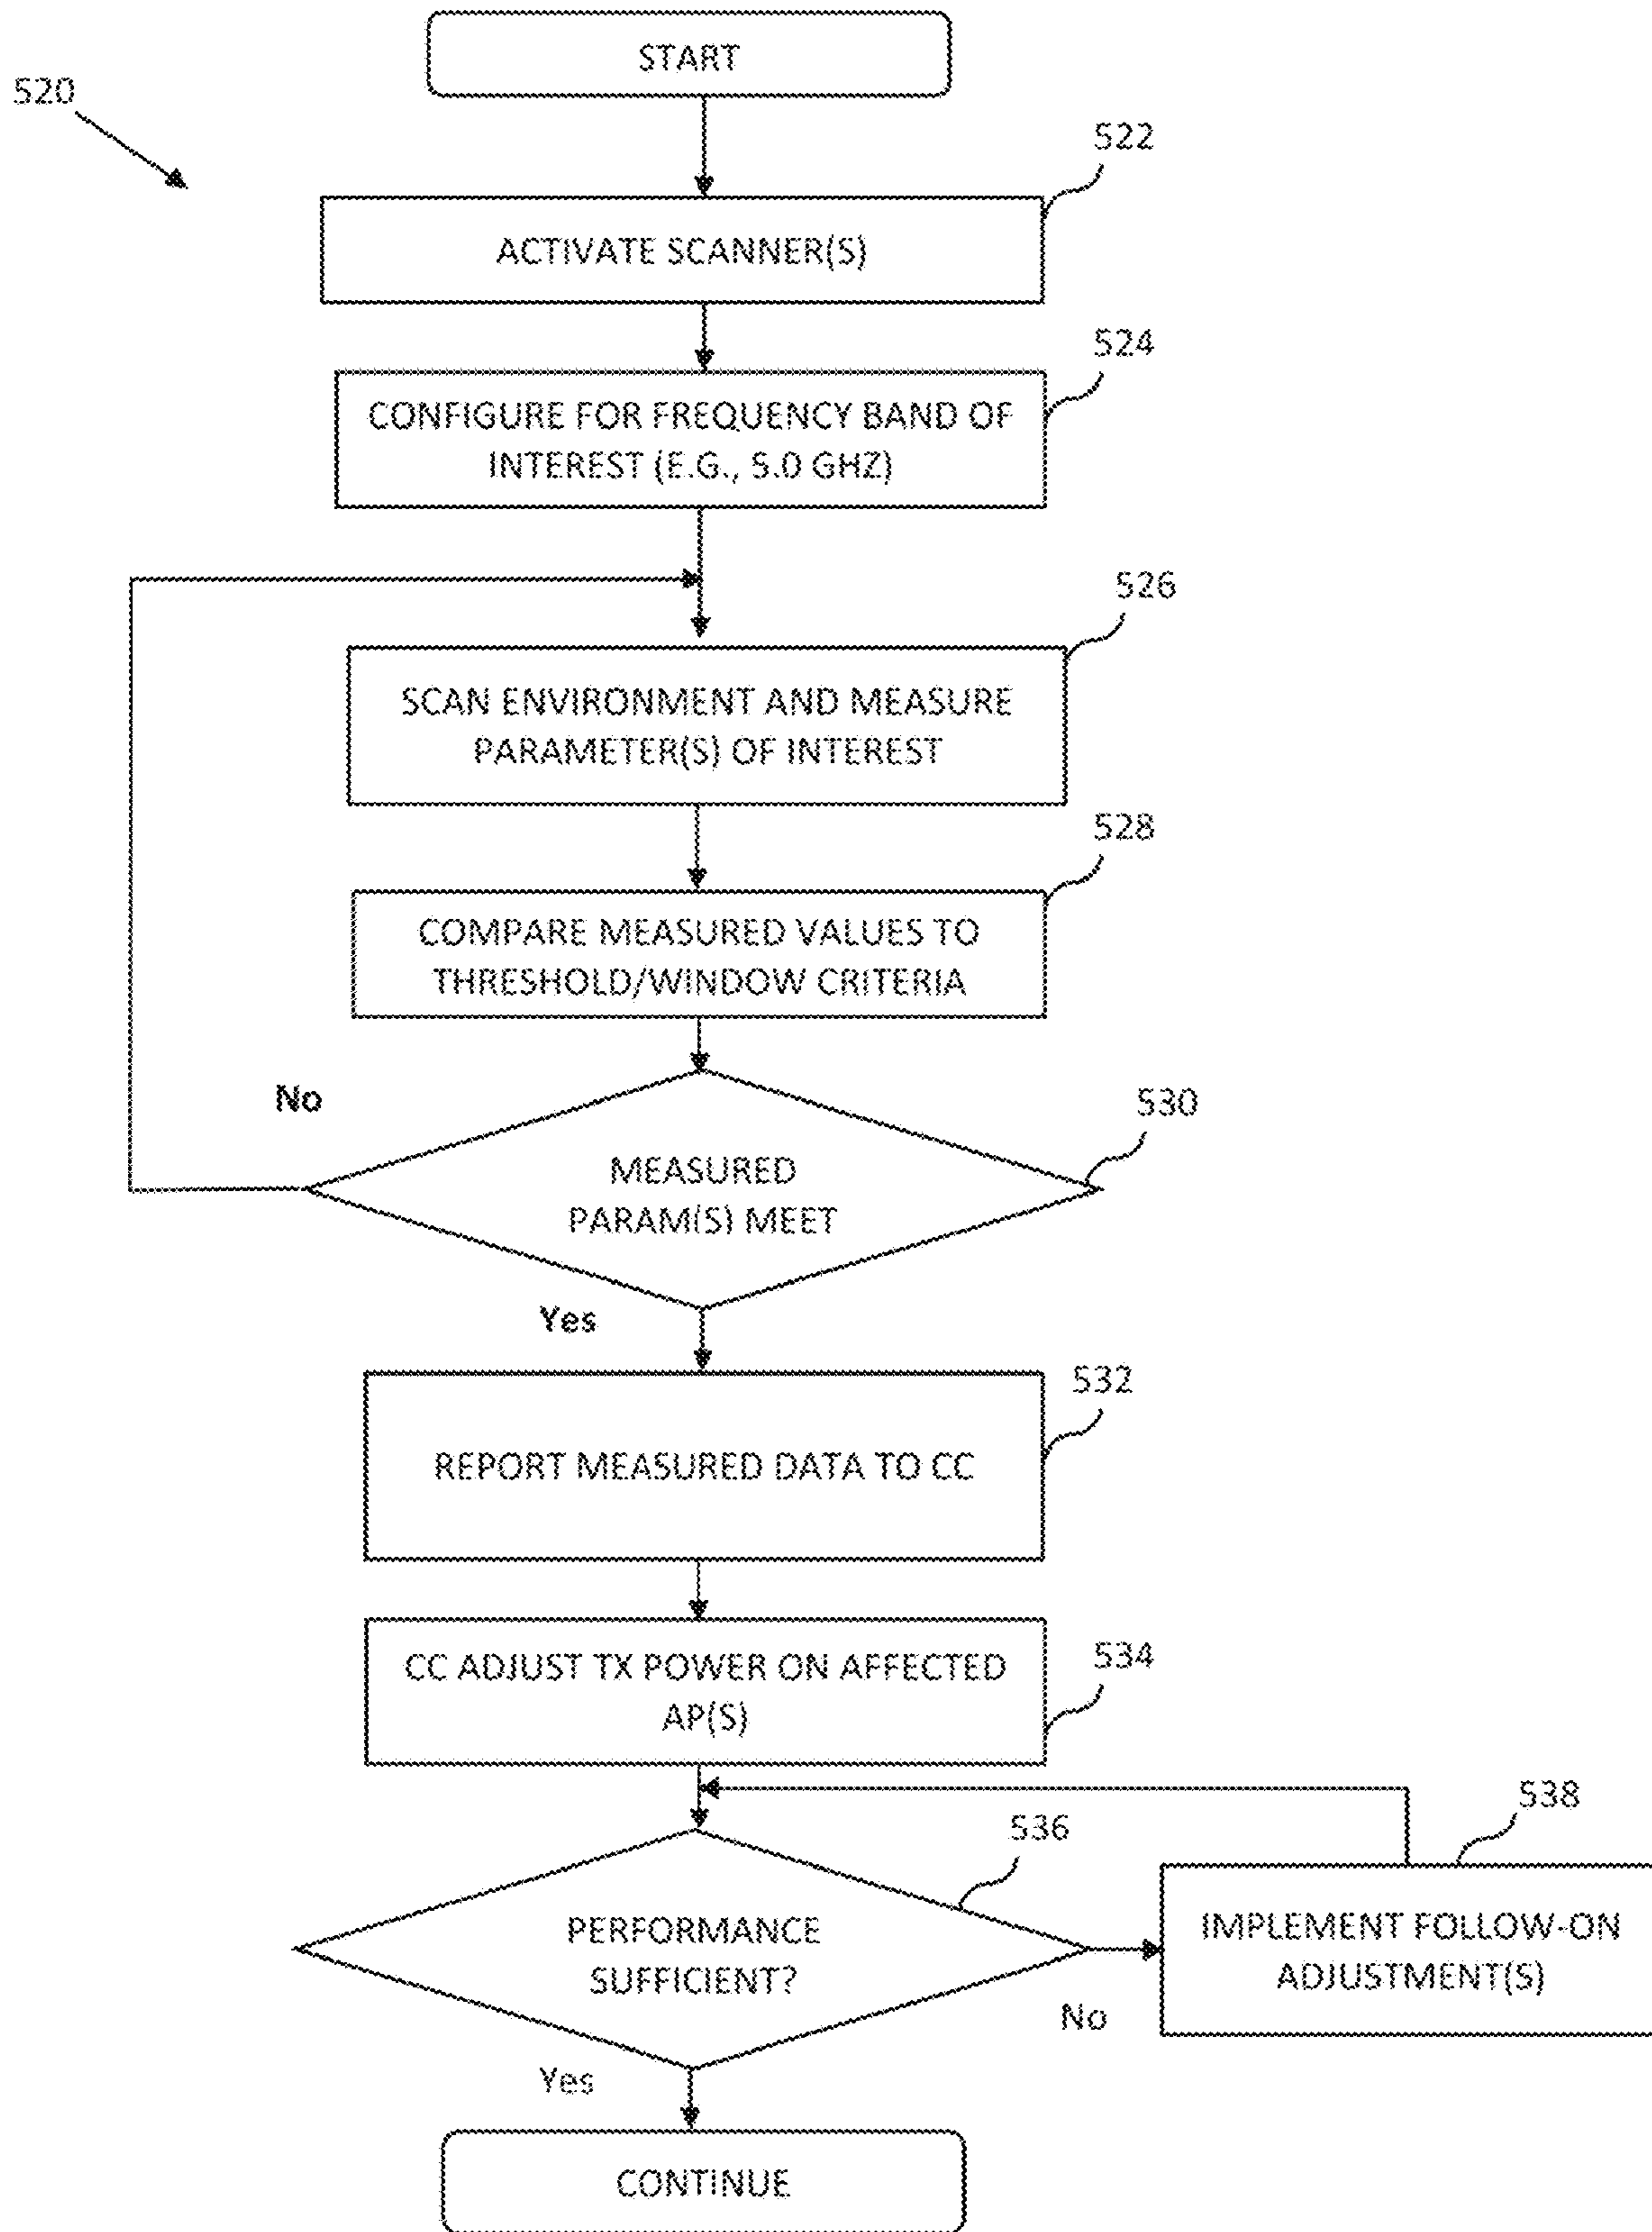 START
520
522
ACTIVATE SCANNER(S)
524
CONFIGURE FOR FREQUENCY BAND OF
INTEREST (E.G., 5.0 GHZ)
526
SCAN ENVIRONMENT AND MEASURE
PARAMETER(S) OF INTEREST
528
COMPARE MEASURED VALUES TO
THRESHOLD/WINDOW CRITERIA
No
530
MEASURED
PARAM(S) MEET
Yes
532
REPORT MEASURED DATA TO CC
534
CC ADJUST TX POWER ON AFFECTED
AP(S)
538
536
PERFORMANCE
SUFFICIENT?
IMPLEMENT FOLLOW-ON
ADJUSTMENT(S)
No
Yes
CONTINUE